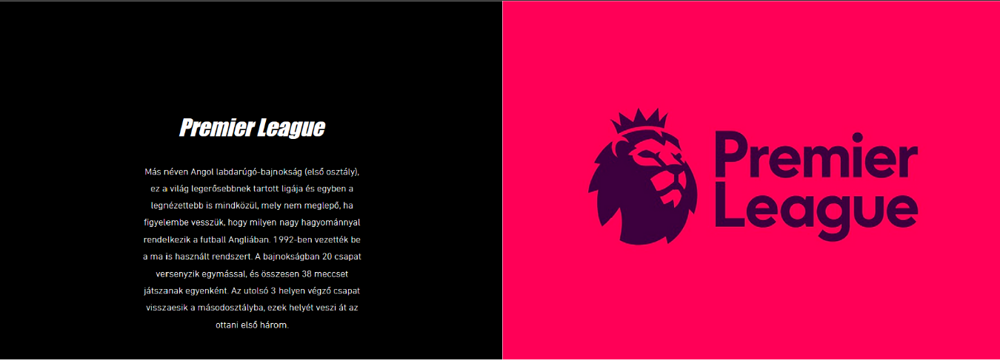 Premier League
Más néven Angol labdarúgó-bajnokság (első osztály),
ez a világ legerősebbnek tartott ligája és egyben a
legnézettebb is mindközül, mely nem meglepő, ha
figyelembe vesszük, hogy milyen nagy hagyománnyal
rendelkezik a futball Angliában. 1992-ben vezették be
a ma is használt rendszert. A bajnokságban 20 csapat
versenyzik egymással, és összesen 38 meccset
játszanak egyenként. Az utolsó 3 helyen végző csapat
visszaesik a másodosztályba, ezek helyét veszi át az
ottani első három.
Premier
League